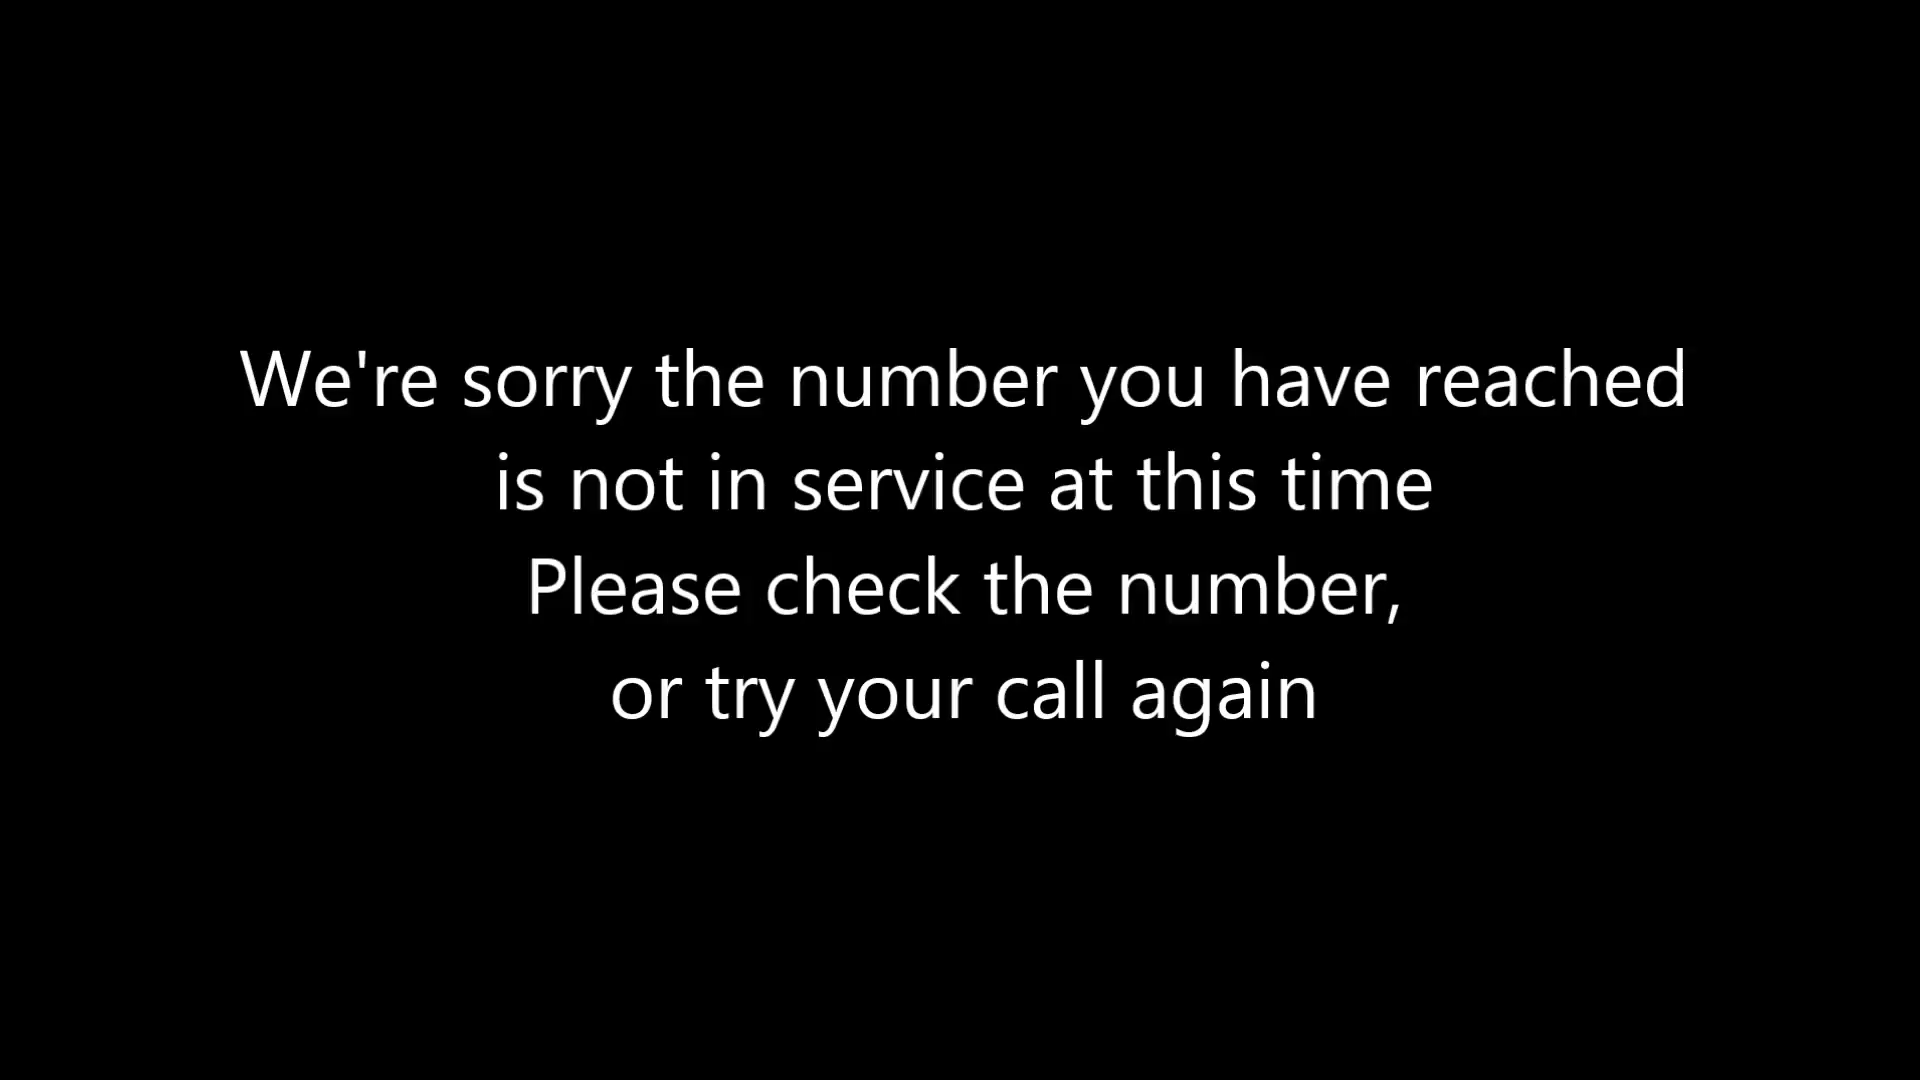 We're sorry the number you have reached
is not in service at this time
Please check the number,
or try your call again